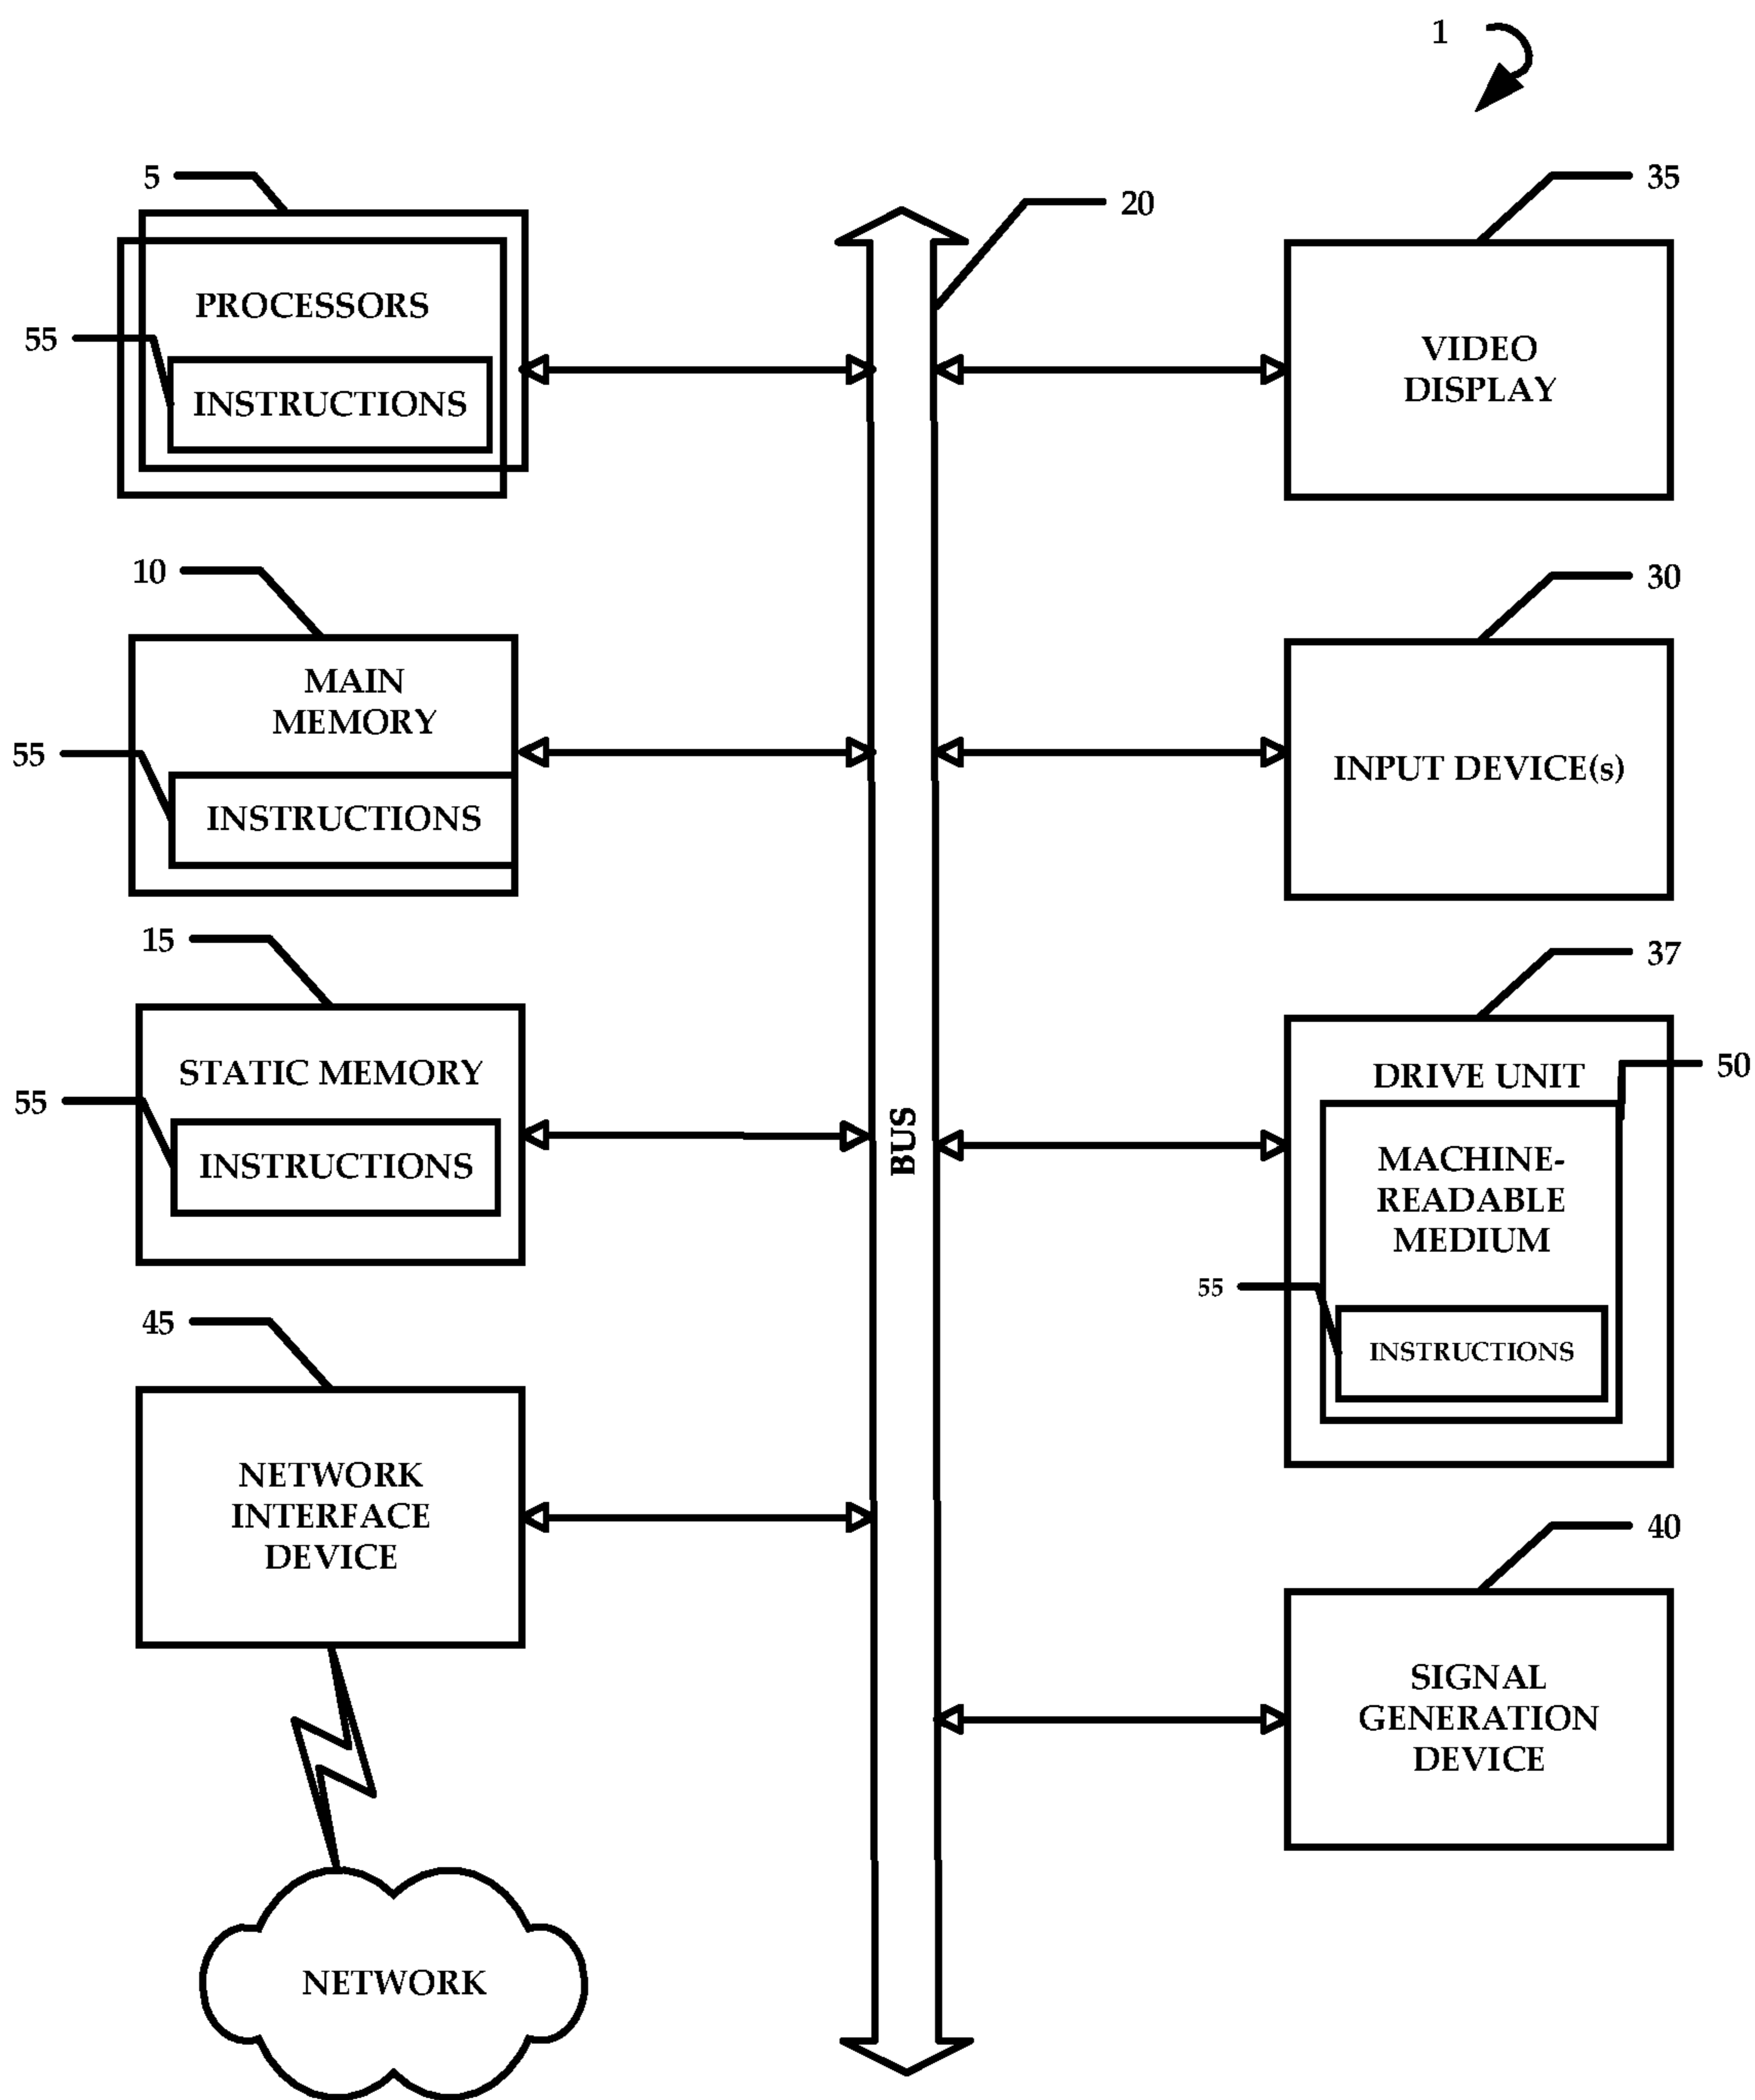 1
5
PROCESSORS
55
INSTRUCTIONS
10
MAIN
MEMORY
55
INSTRUCTIONS
15
STATIC MEMORY
55
INSTRUCTIONS
45
NETWORK
INTERFACE
DEVICE
NETWORK
20
BUS
35
VIDEO
DISPLAY
30
INPUT DEVICE(s)
37
DRIVE UNIT
50
MACHINE-
READABLE
MEDIUM
55
INSTRUCTIONS
40
SIGNAL
GENERATION
DEVICE